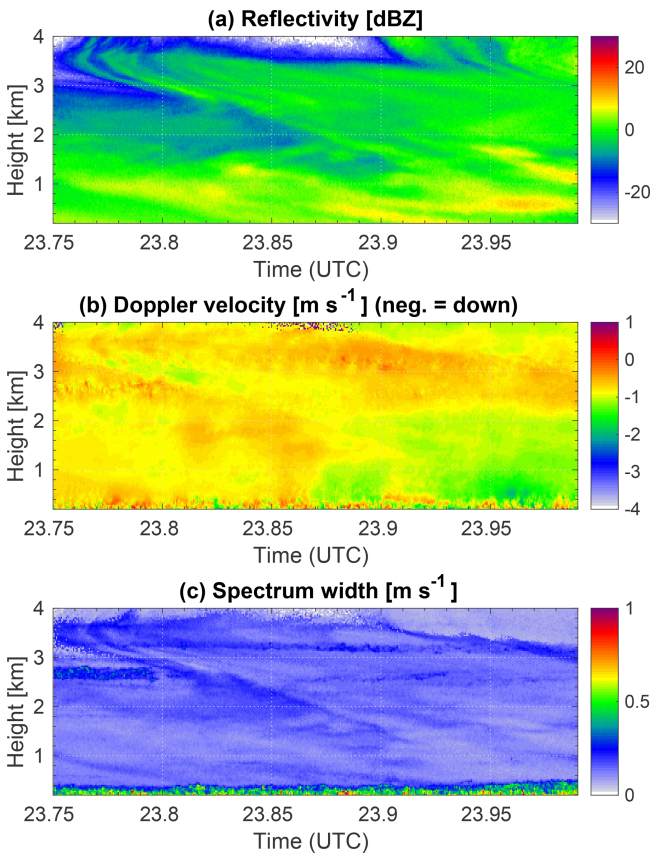 (a) Reflectivity [dBZ]
4
3
2
1
Height [km]
23.75 23.8 23.85 23.9 23.95
Time (UTC)
20
0
-20
(b) Doppler velocity [m s-1] (neg. = down)
4
3
2
1
Height [km]
23.75 23.8 23.85 23.9 23.95
Time (UTC)
1
0
-1
-2
-3
-4
(c) Spectrum width [m s-1]
4
3
2
1
Height [km]
23.75 23.8 23.85 23.9 23.95
Time (UTC)
1
0.5
0